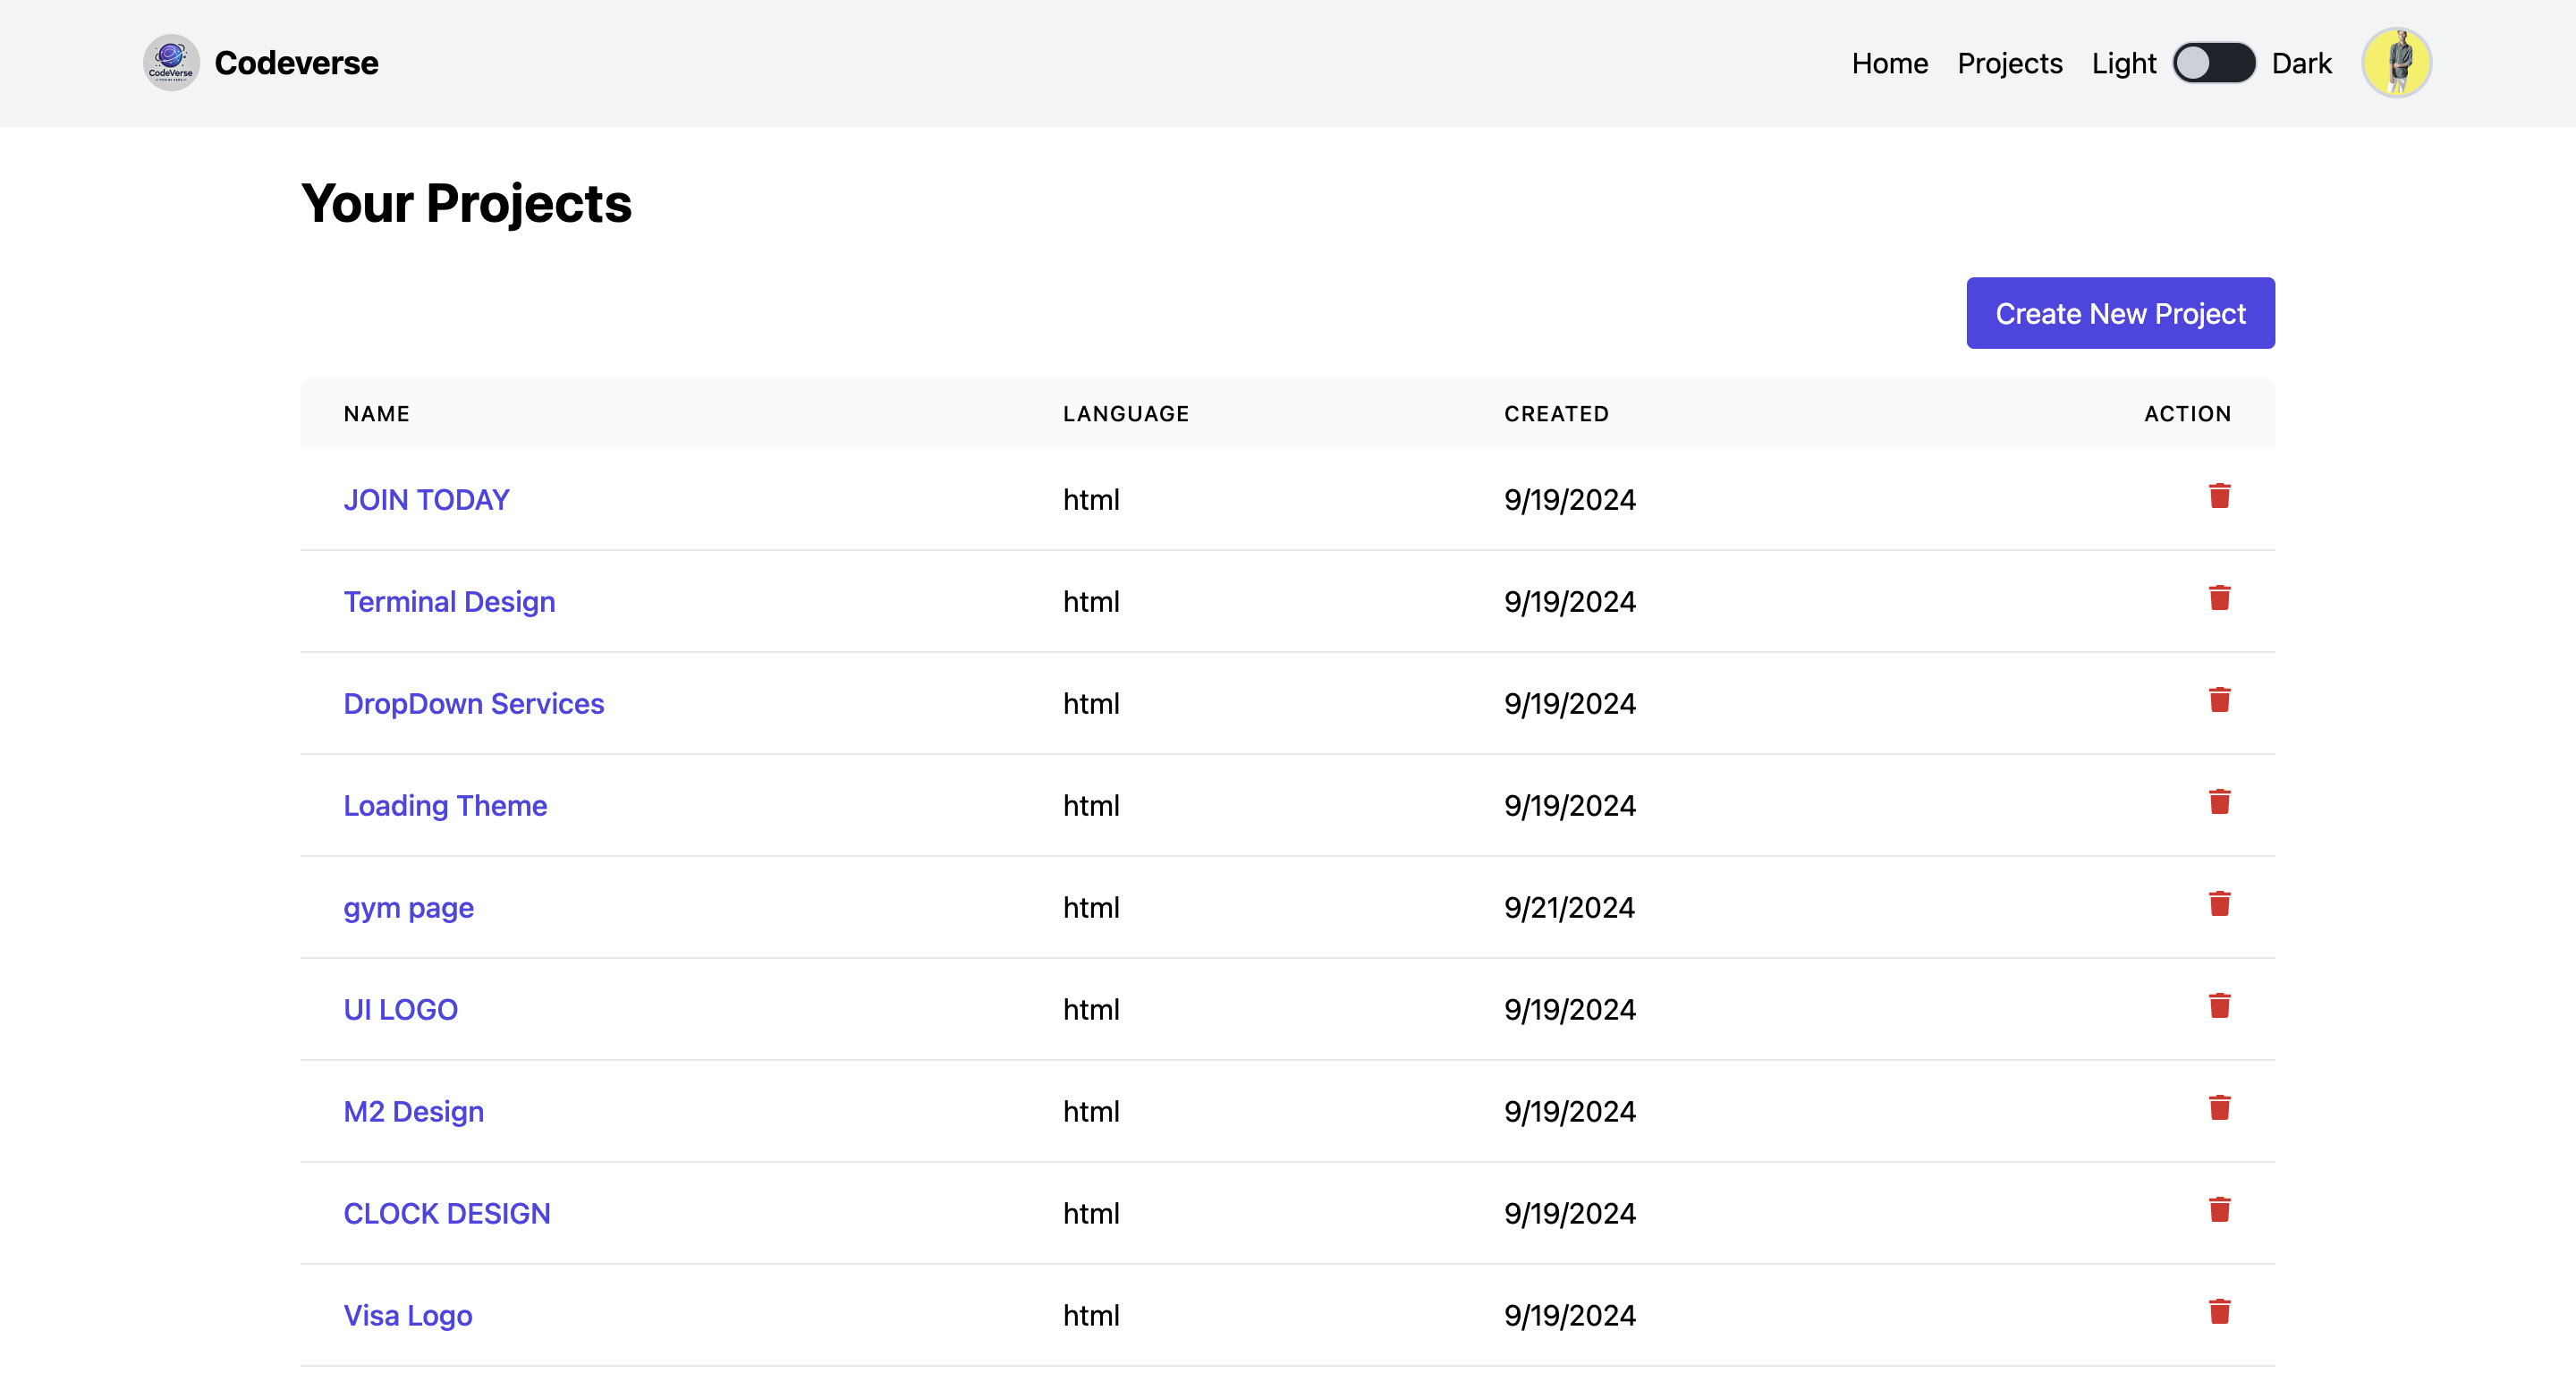 CodeVerse
Codeverse
Home Projects Light Dark
Your Projects
Create New Project
NAME LANGUAGE CREATED ACTION
JOIN TODAY html 9/19/2024
Terminal Design html 9/19/2024
DropDown Services html 9/19/2024
Loading Theme html 9/19/2024
gym page html 9/21/2024
UI LOGO html 9/19/2024
M2 Design html 9/19/2024
CLOCK DESIGN html 9/19/2024
Visa Logo html 9/19/2024